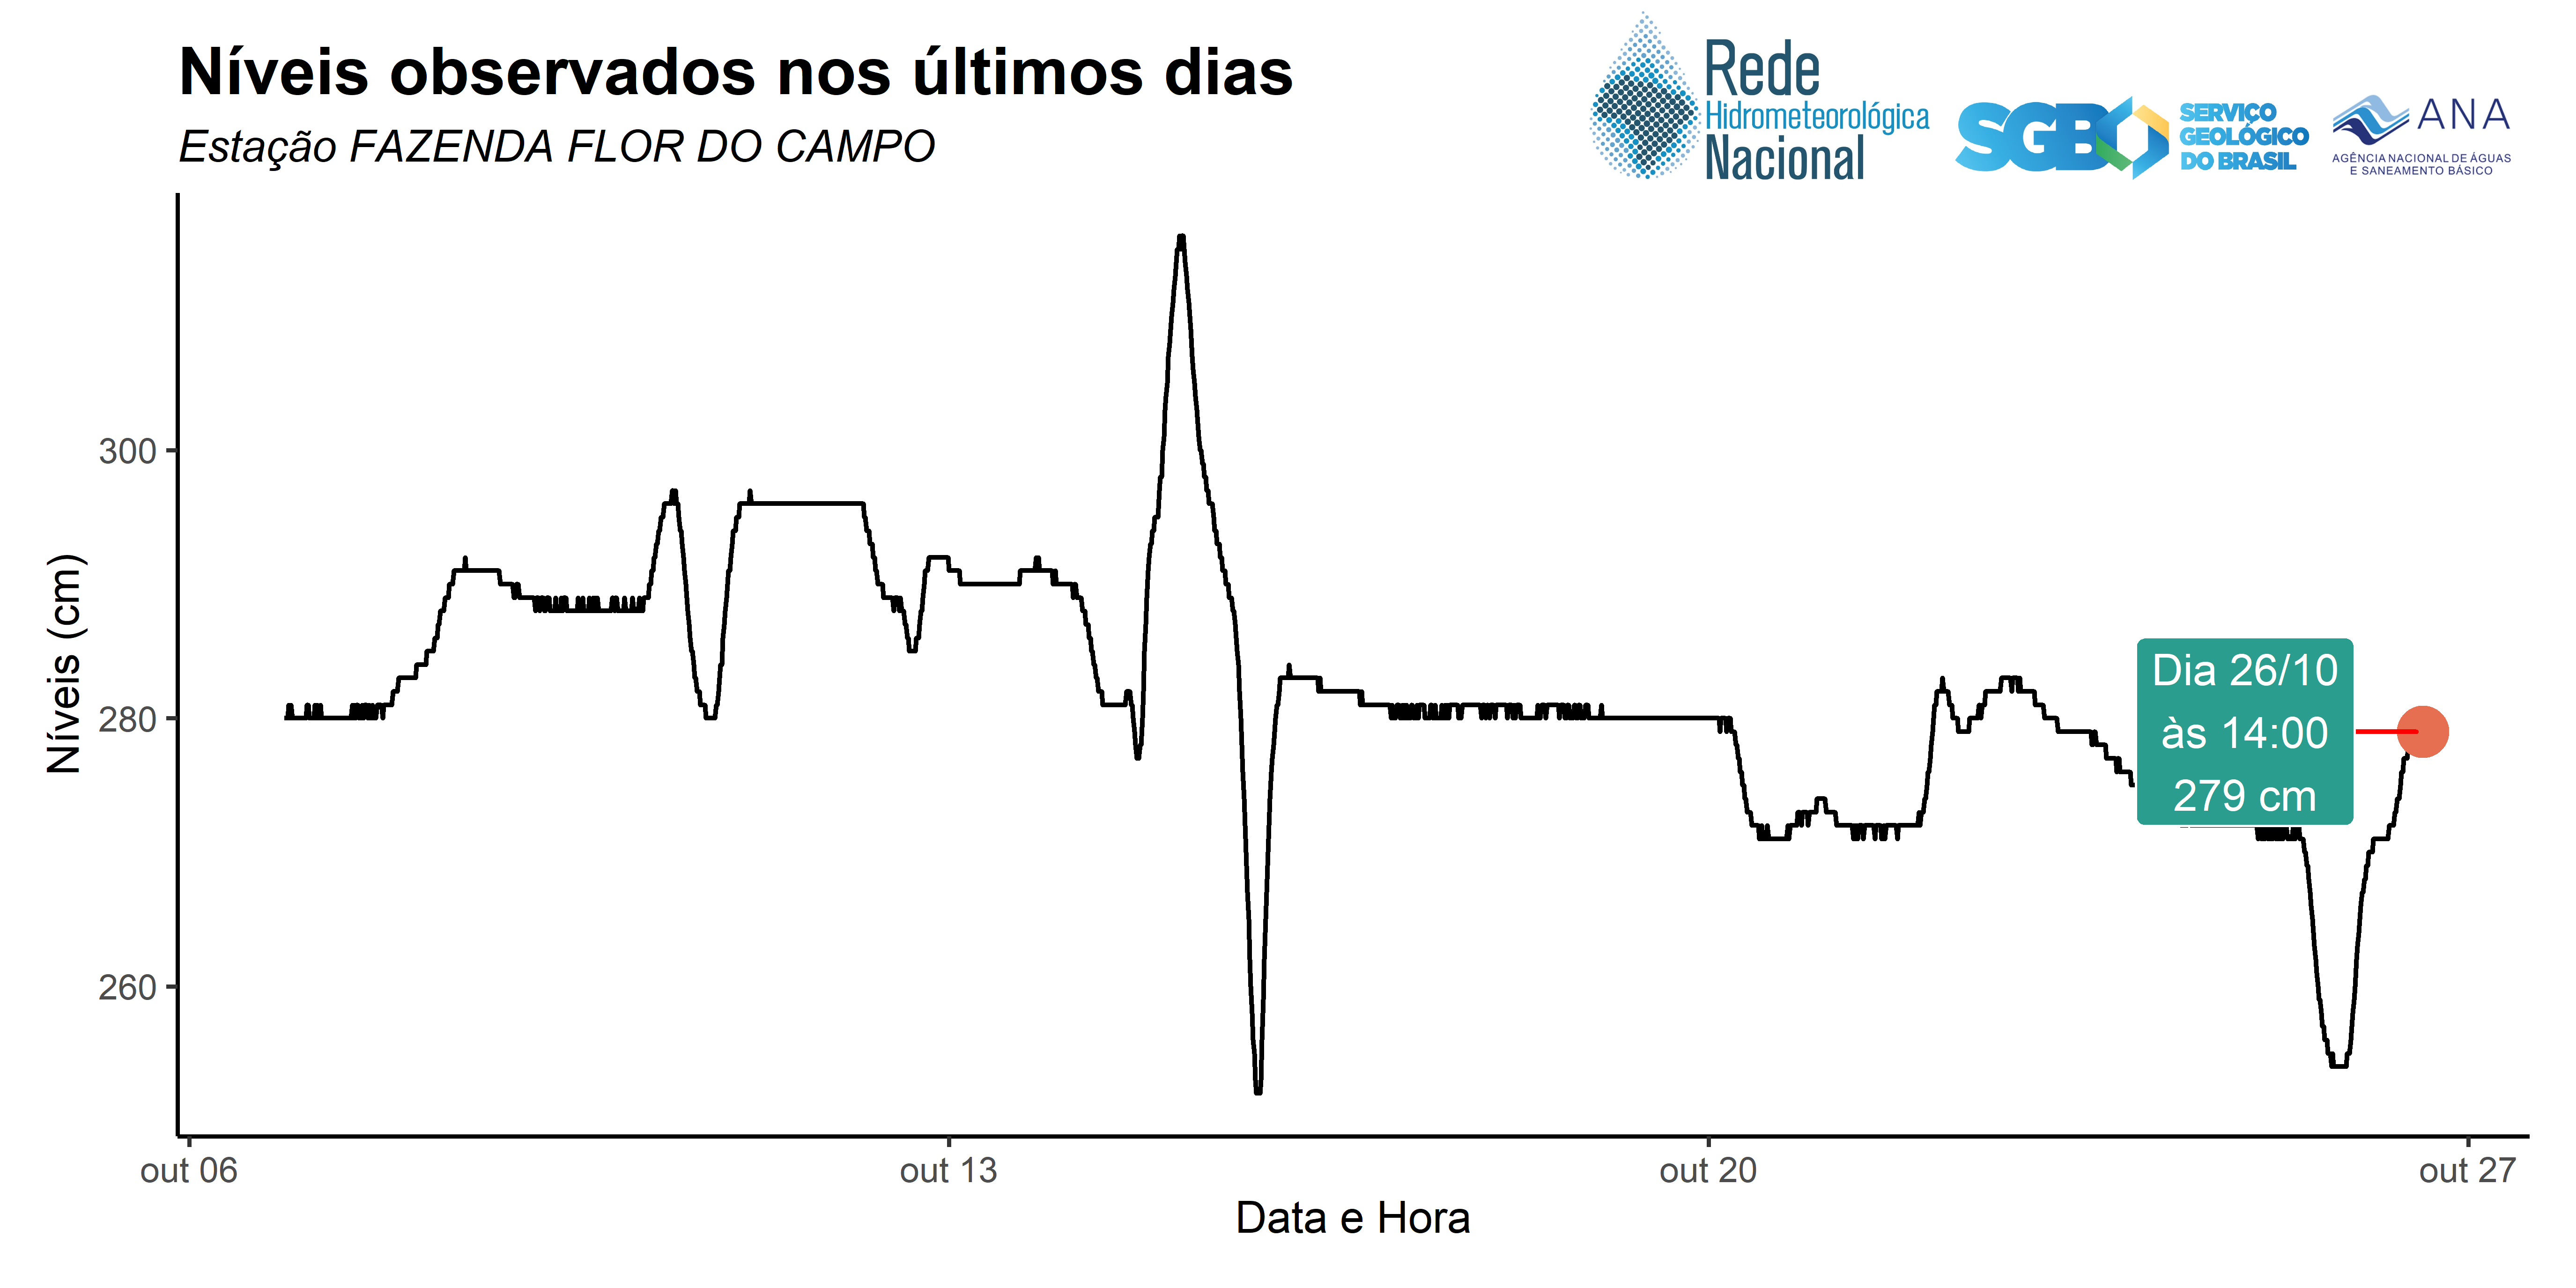 Níveis observados nos últimos dias
Estação FAZENDA FLOR DO CAMPO
Rede
Hidrometeorológica
Nacional
SGB
SERVIÇO
GEOLÓGICO
DO BRASIL
ANA
AGÊNCIA NACIONAL DE ÁGUAS
E SANEAMENTO BÁSICO
Níveis (cm)
300
280
260
Dia 26/10
às 14:00
279 cm
out 06
out 13
out 20
out 27
Data e Hora